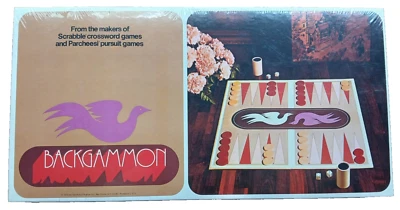 From the makers of
Scrabble crossword games
and Parcheesi pursuit games
BACKGAMMON